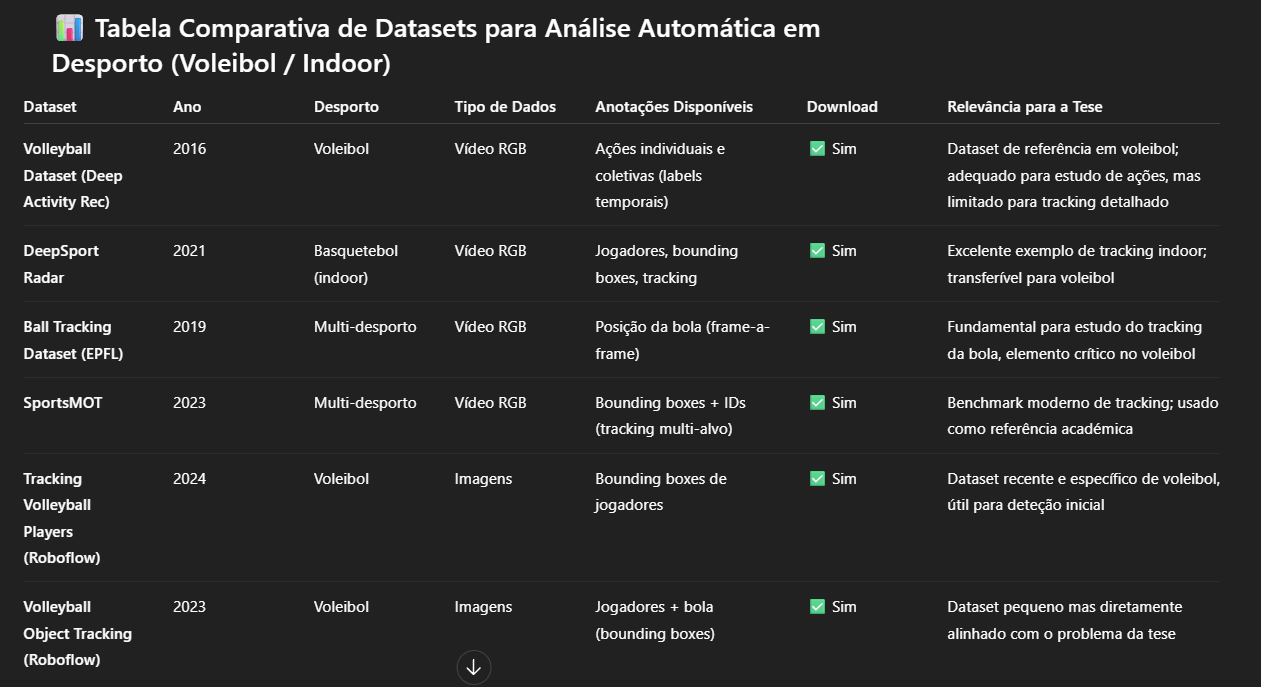 Tabela Comparativa de Datasets para Análise Automática em
Desporto (Voleibol / Indoor)
Dataset Ano Desporto Tipo de Dados Anotações Disponíveis Download Relevância para a Tese
Volleyball 2016 Voleibol Vídeo RGB Ações individuais e Sim Dataset de referência em voleibol;
Dataset (Deep coletivas (labels adequado para estudo de ações, mas
Activity Rec) temporais) limitado para tracking detalhado
DeepSport 2021 Basquetebol Vídeo RGB Jogadores, bounding Sim Excelente exemplo de tracking indoor;
Radar (indoor) boxes, tracking transferível para voleibol
Ball Tracking 2019 Multi-desporto Vídeo RGB Posição da bola (frame-a- Sim Fundamental para estudo do tracking
Dataset (EPFL) frame) da bola, elemento crítico no voleibol
SportsMOT 2023 Multi-desporto Vídeo RGB Bounding boxes + IDs Sim Benchmark moderno de tracking; usado
(tracking multi-alvo) como referência académica
Tracking 2024 Voleibol Imagens Bounding boxes de Sim Dataset recente e específico de voleibol,
Volleyball jogadores útil para deteção inicial
Players
(Roboflow)
Volleyball 2023 Voleibol Imagens Jogadores + bola Sim Dataset pequeno mas diretamente
Object Tracking (bounding boxes) alinhado com o problema da tese
(Roboflow)